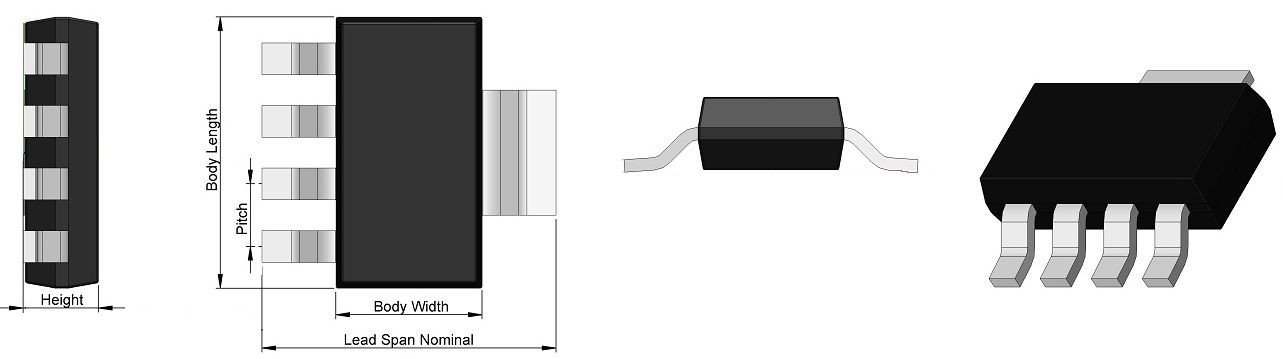 Height
Body Length
Pitch
Body Width
Lead Span Nominal